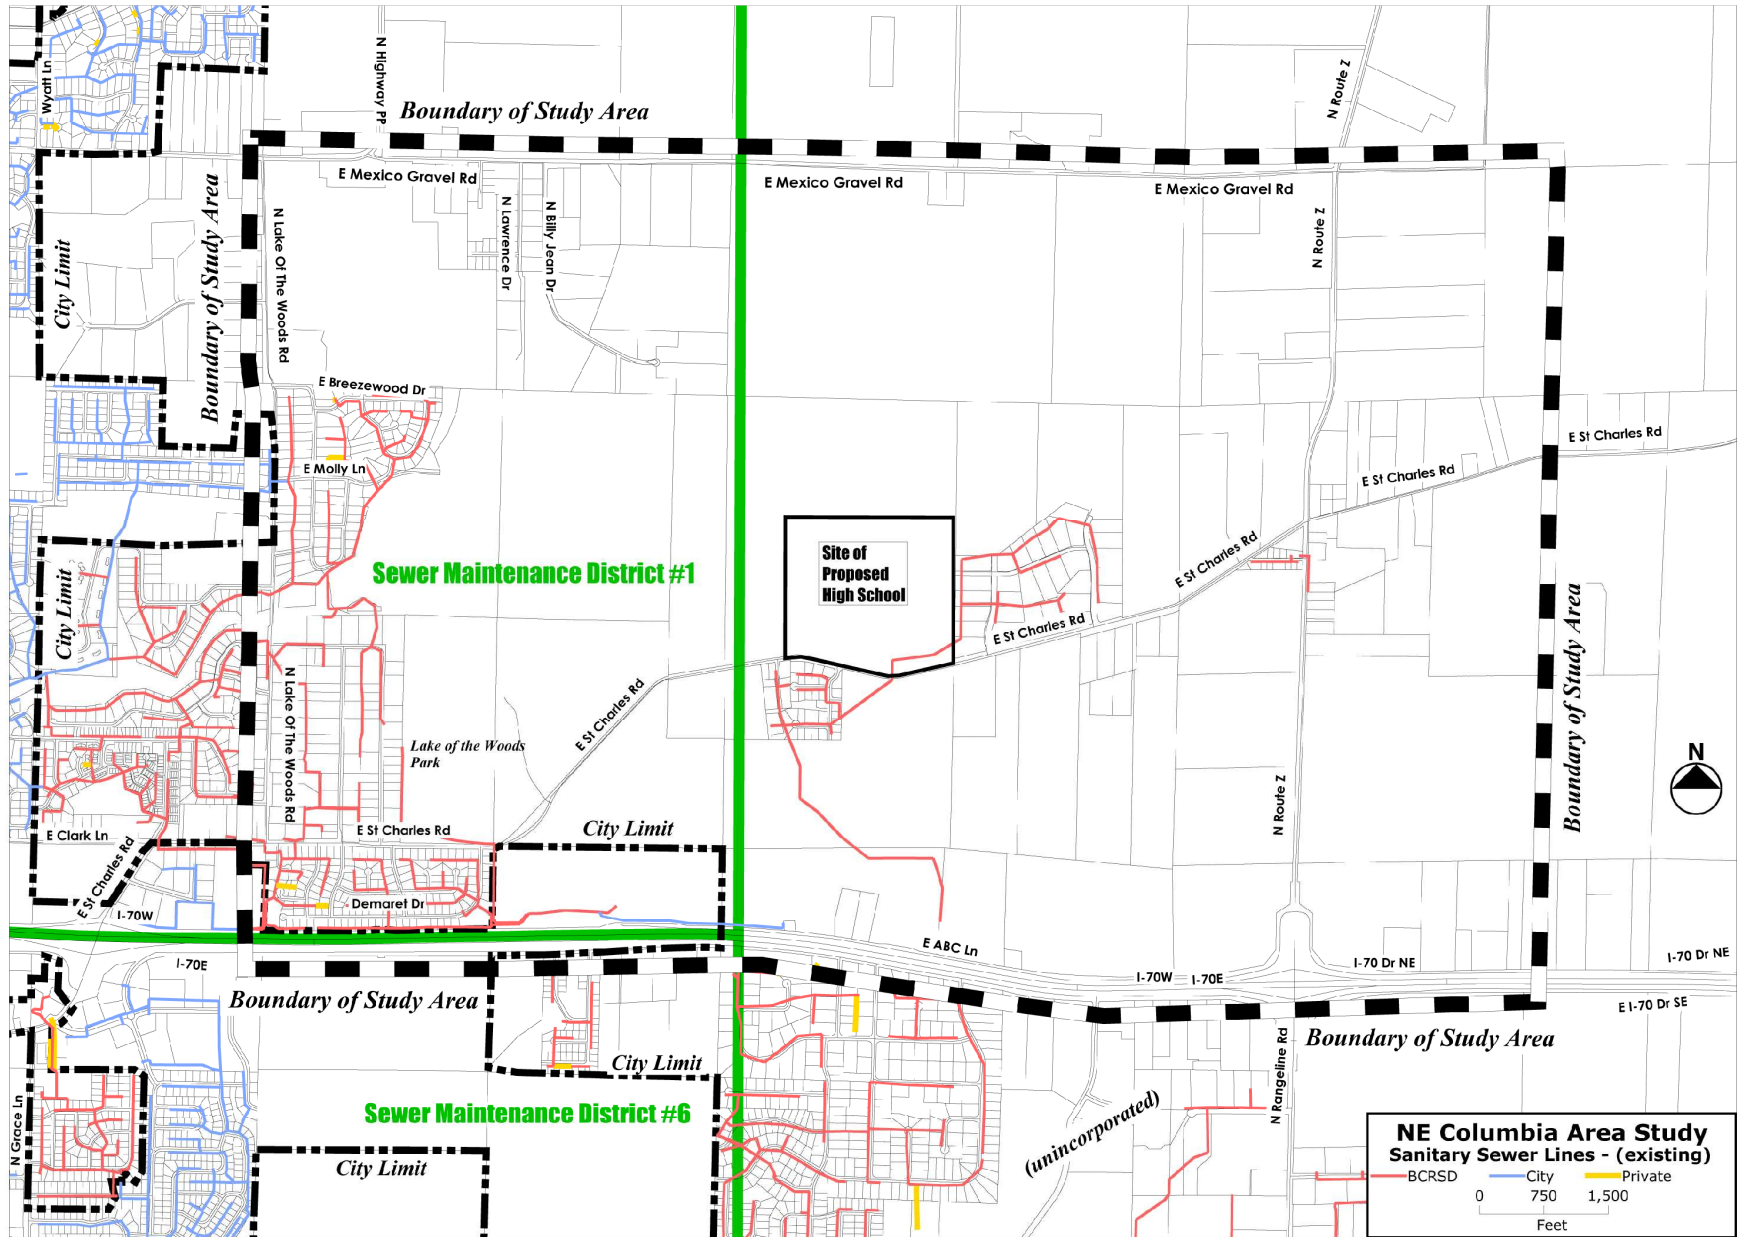 Wyatt Ln
N Highway PP
Boundary of Study Area
N Route Z
E Mexico Gravel Rd
E Mexico Gravel Rd
E Mexico Gravel Rd
City Limit
Boundary of Study Area
N Lake Of The Woods Rd
N Lawrence Dr
N Billy Jean Dr
N Route Z
E Breezewood Dr
E St Charles Rd
E Molly Ln
E St Charles Rd
Sewer Maintenance District #1
Site of
Proposed
High School
E St Charles Rd
City Limit
E St Charles Rd
Boundary of Study Area
N Lake Of The Woods Rd
E St Charles Rd
Lake of the Woods
Park
N
N Route Z
E Clark Ln
E St Charles Rd
City Limit
E St Charles Rd
Demaret Dr
I-70W
E ABC Ln
I-70E
I-70W
I-70E
I-70 Dr NE
I-70 Dr NE
Boundary of Study Area
E I-70 Dr SE
Boundary of Study Area
City Limit
N Rangeline Rd
(unincorporated)
Sewer Maintenance District #6
N Grace Ln
City Limit
NE Columbia Area Study
Sanitary Sewer Lines - (existing)
BCRSD City Private
0 750 1,500
Feet